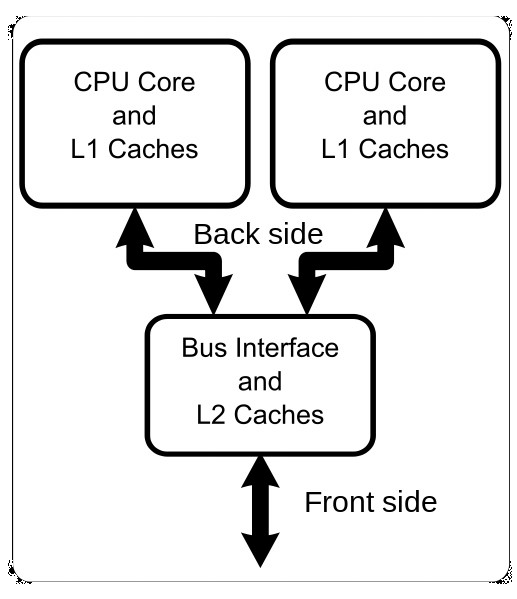 CPU Core
and
L1 Caches
CPU Core
and
L1 Caches
Back side
Bus Interface
and
L2 Caches
Front side